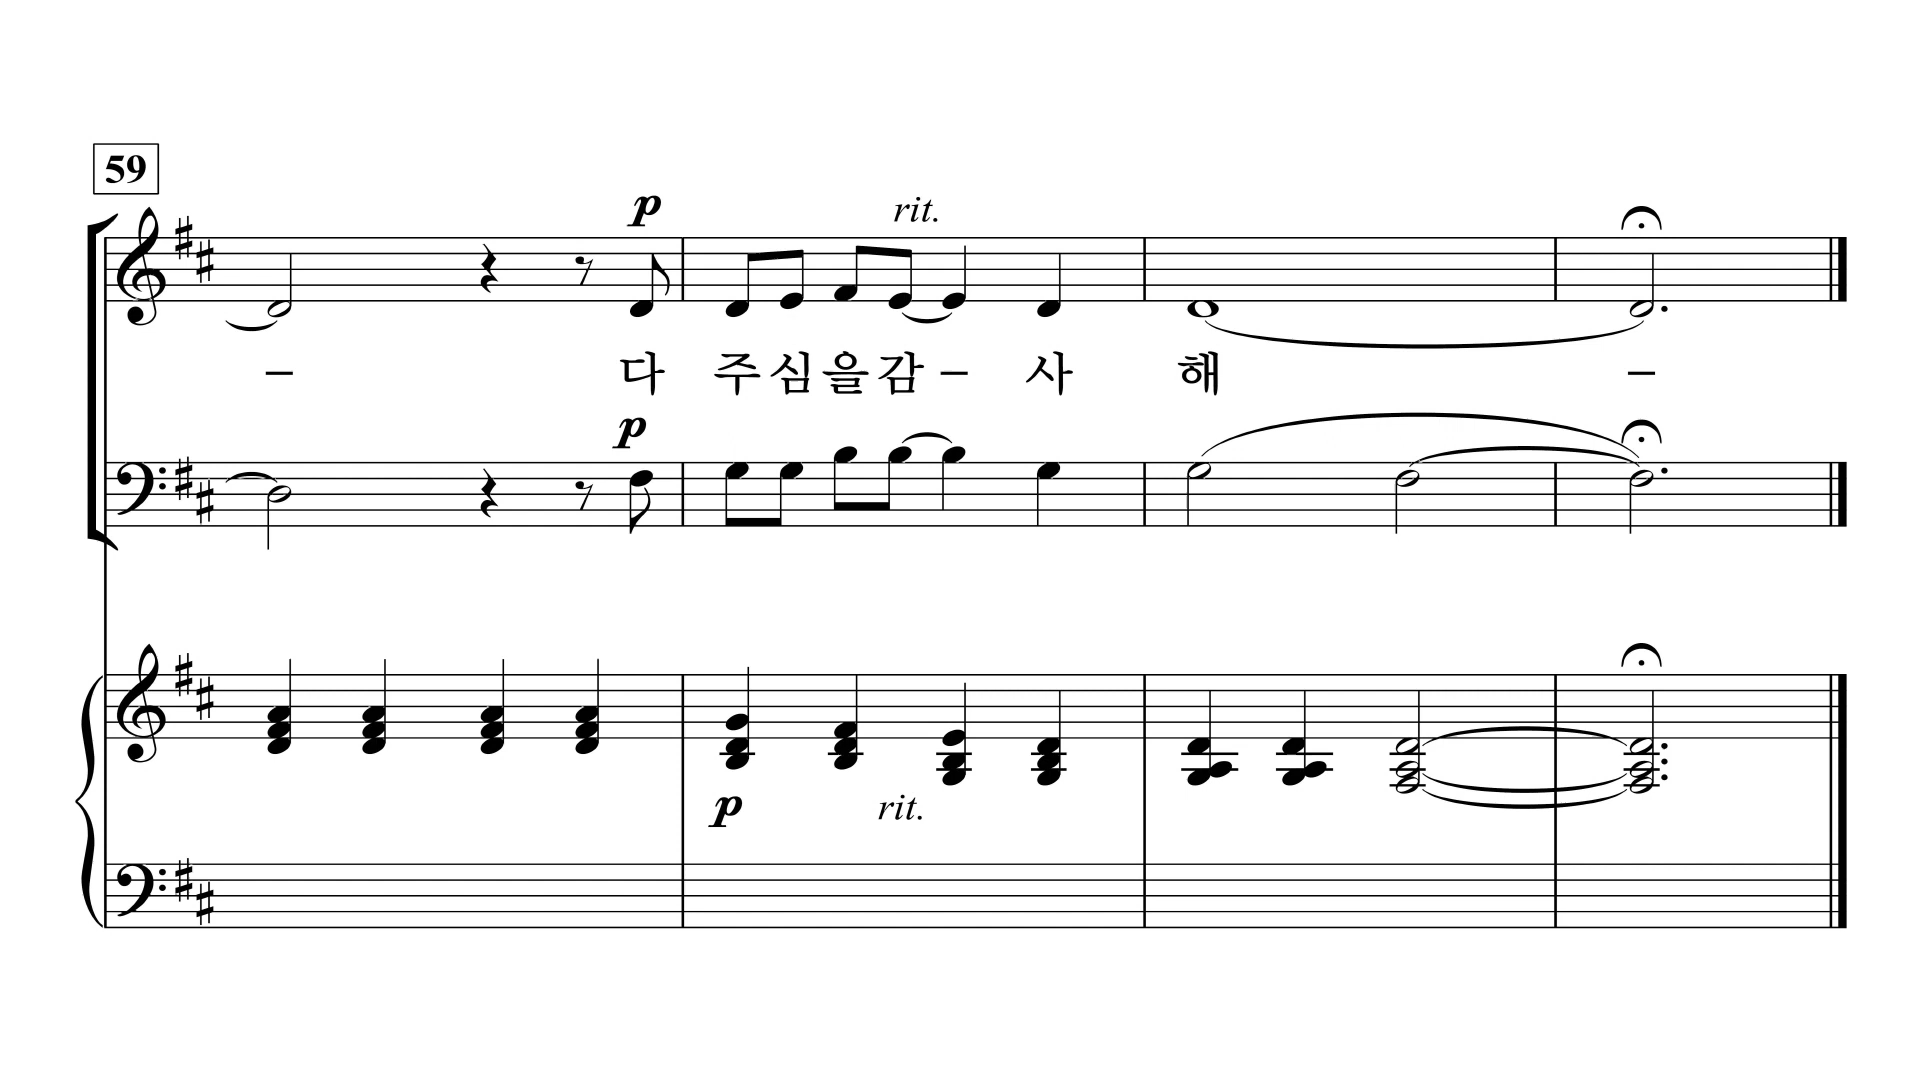 59
p
rit.
– 다 주심을감 – 사 해 –
p
p rit.